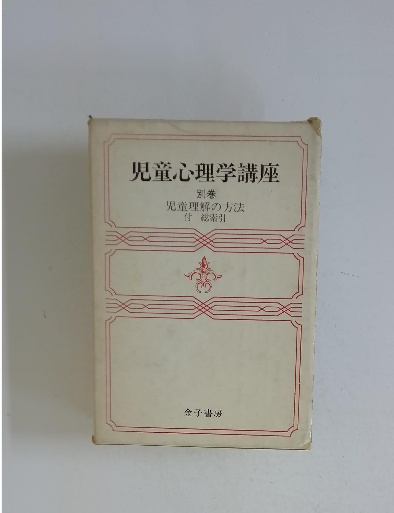 児童心理学講座
別巻
児童理解の方法
付　総索引
金子書房